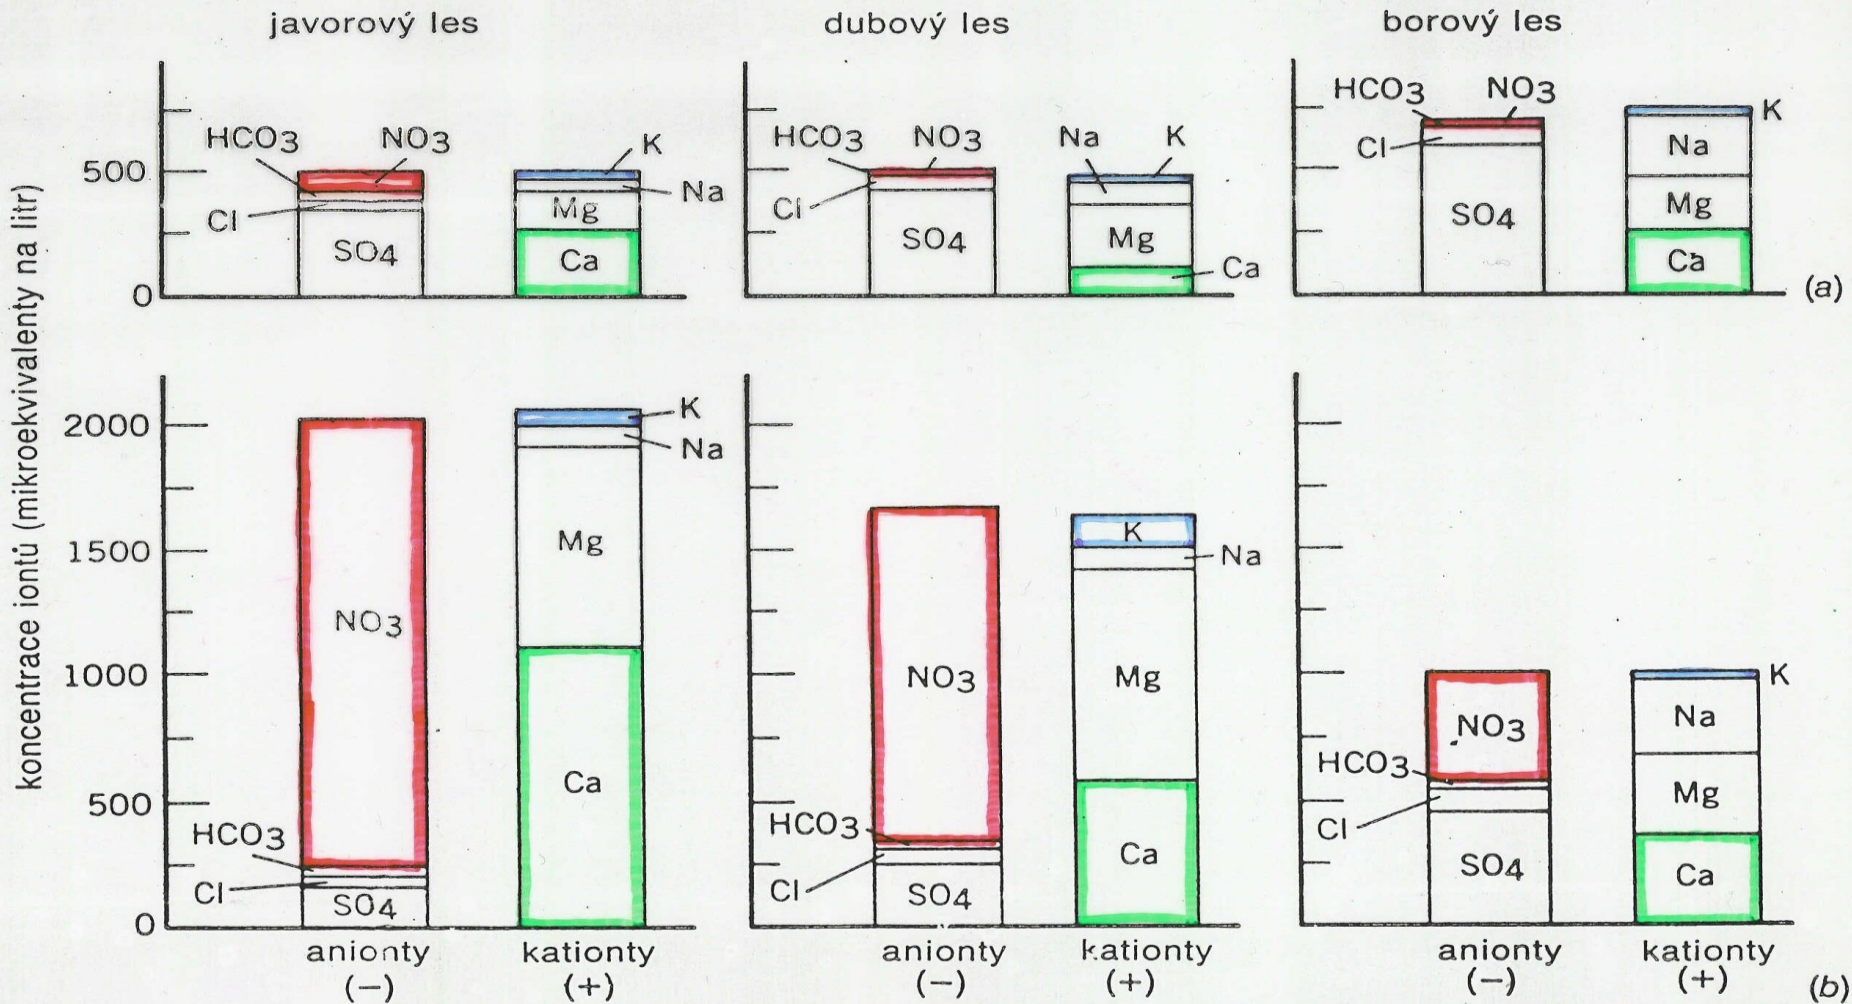 javorový les
dubový les
borový les
koncentrace iontů (mikroekvivalenty na litr)
500
0
HCO3
NO3
Cl
SO4
K
Na
Mg
Ca
HCO3
NO3
Cl
SO4
Na
K
Mg
Ca
HCO3
NO3
Cl
SO4
K
Na
Mg
Ca
(a)
2000
1500
1000
500
0
NO3
HCO3
Cl
SO4
K
Na
Mg
Ca
NO3
HCO3
Cl
SO4
K
Na
Mg
Ca
NO3
HCO3
Cl
SO4
K
Na
Mg
Ca
anionty
(−)
kationty
(+)
anionty
(−)
kationty
(+)
anionty
(−)
kationty
(+)
(b)